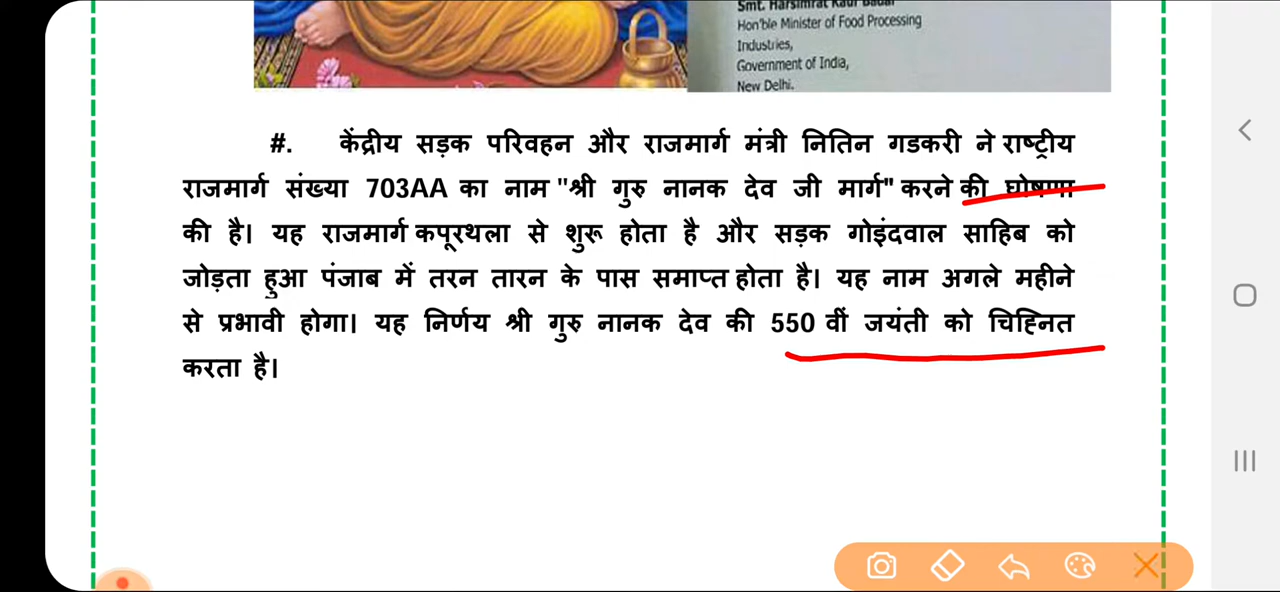 Smt. Harsimrat Kaur Badal
Hon'ble Minister of Food Processing
Industries,
Government of India,
New Delhi.
#. केंद्रीय सड़क परिवहन और राजमार्ग मंत्री नितिन गडकरी ने राष्ट्रीय
राजमार्ग संख्या 703AA का नाम "श्री गुरु नानक देव जी मार्ग" करने की घोषणा
की है। यह राजमार्ग कपूरथला से शुरू होता है और सड़क गोइंदवाल साहिब को
जोड़ता हुआ पंजाब में तरन तारन के पास समाप्त होता है। यह नाम अगले महीने
से प्रभावी होगा। यह निर्णय श्री गुरु नानक देव की 550 वीं जयंती को चिह्नित
करता है।